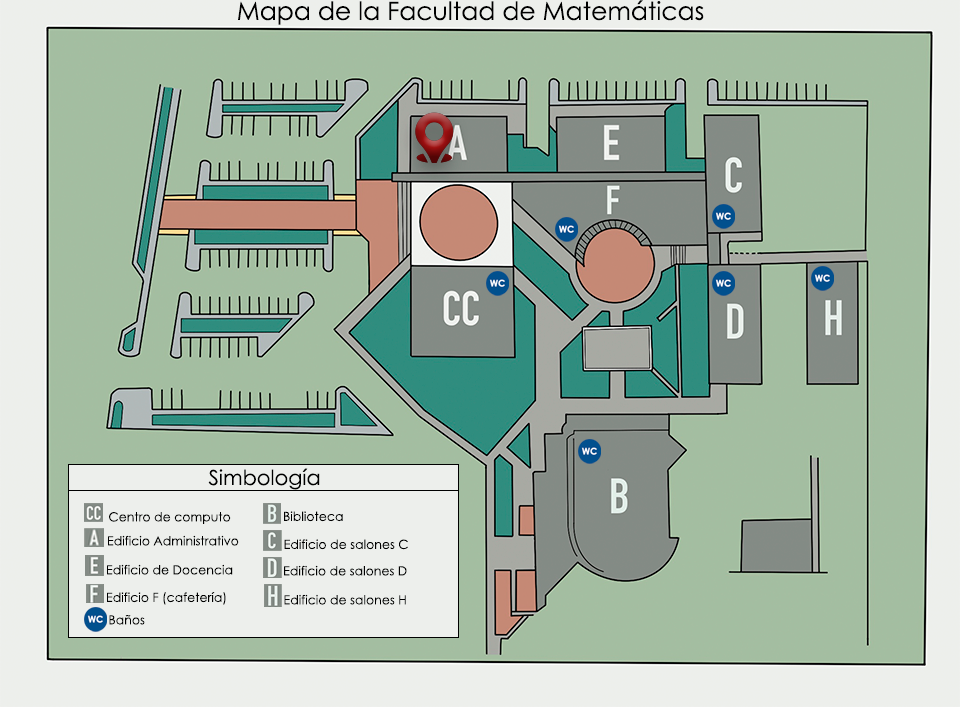 Mapa de la Facultad de Matemáticas
A
E
C
F
WC
WC
CC
WC
WC
WC
D
H
WC
B
Simbología
CC Centro de computo
A Edificio Administrativo
E Edificio de Docencia
F Edificio F (cafetería)
WC Baños
B Biblioteca
C Edificio de salones C
D Edificio de salones D
H Edificio de salones H